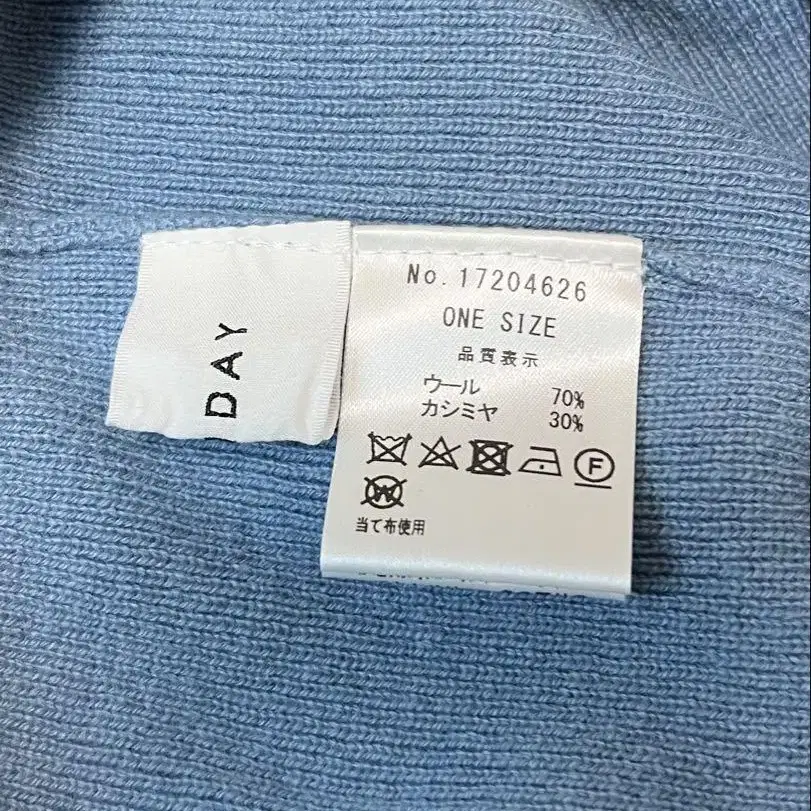 DAY
No. 17204626
ONE SIZE
品質表示
ウール 70%
カシミヤ 30%
F
W
当て布使用